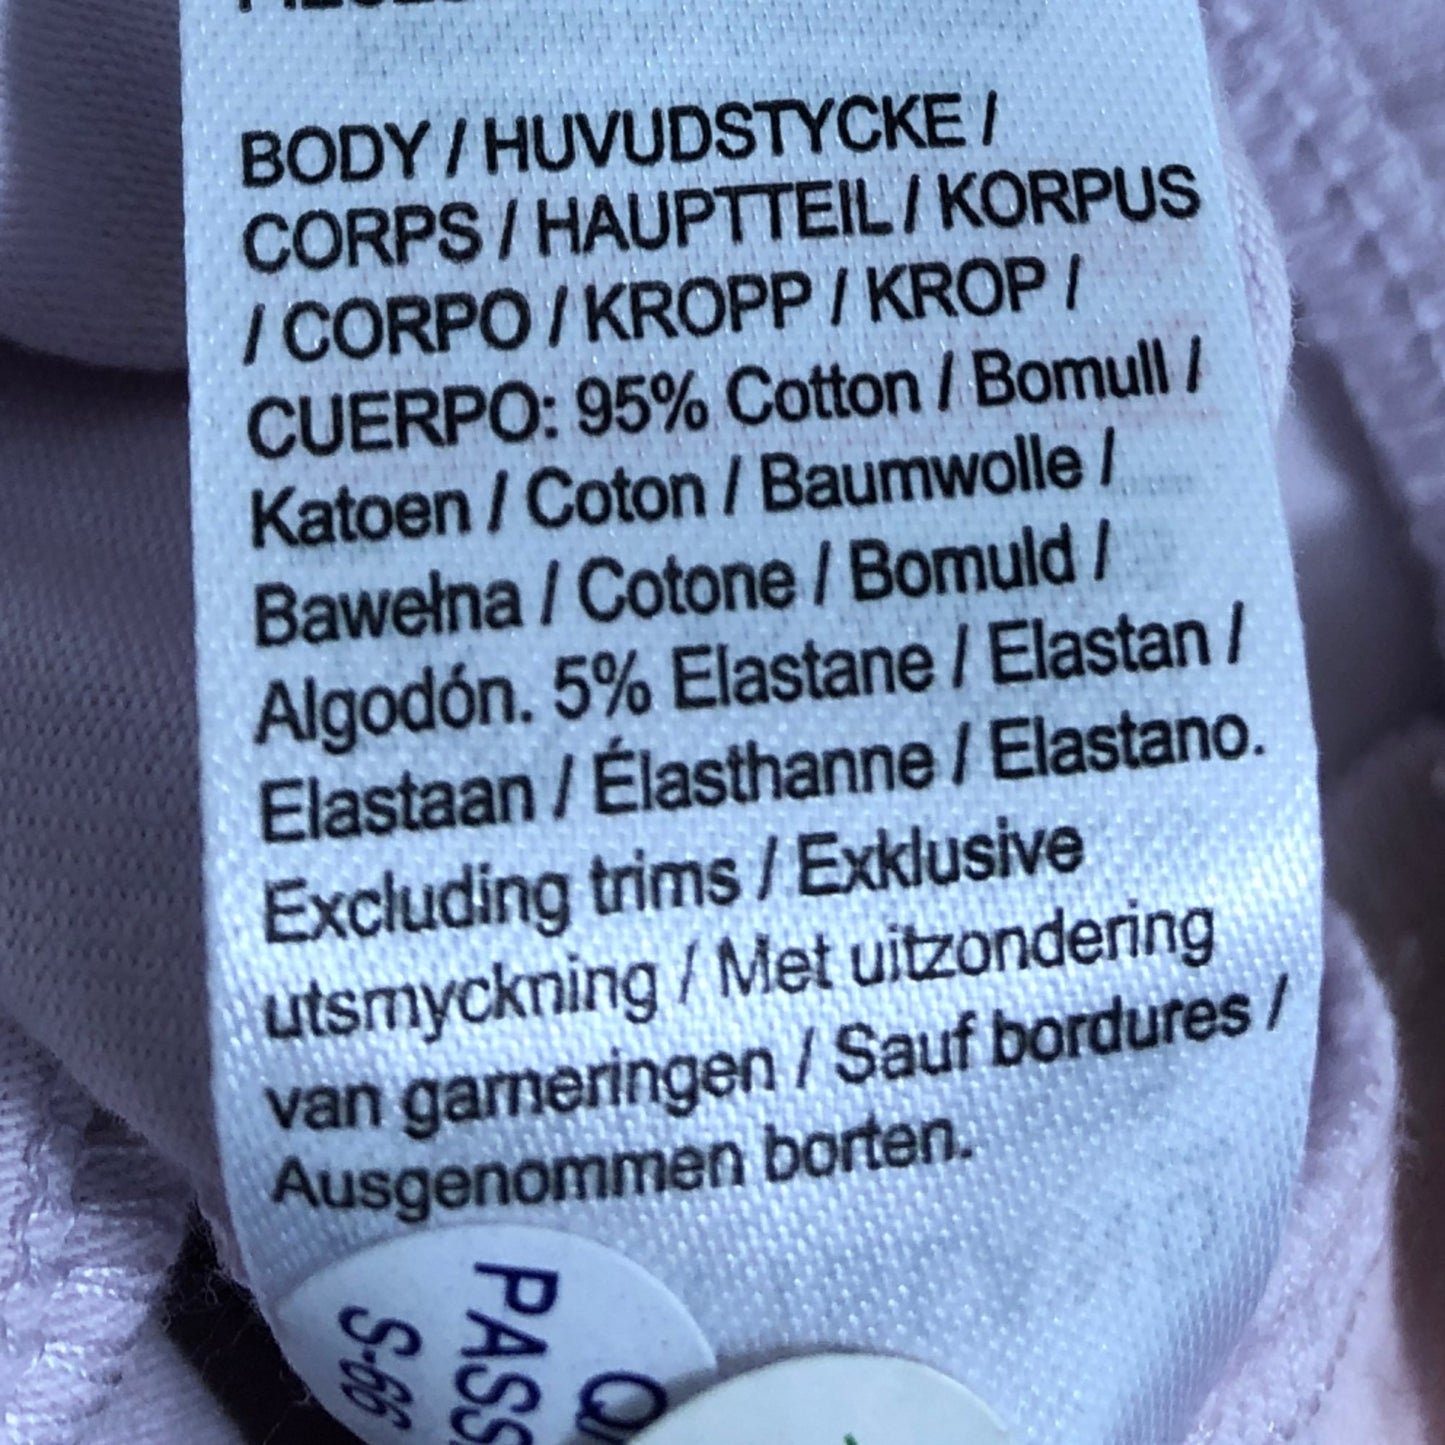 BODY / HUVUDSTYCKE /
CORPS / HAUPTTEIL / KORPUS
/ CORPO / KROPP / KROP /
CUERPO: 95% Cotton / Bomull /
Katoen / Coton / Baumwolle /
Bawełna / Cotone / Bomuld /
Algodón. 5% Elastane / Elastan /
Elastaan / Élasthanne / Elastano.
Excluding trims / Exklusive
utsmyckning / Met uitzondering
van garneringen / Sauf bordures /
Ausgenommen borten.
PASS
S-66